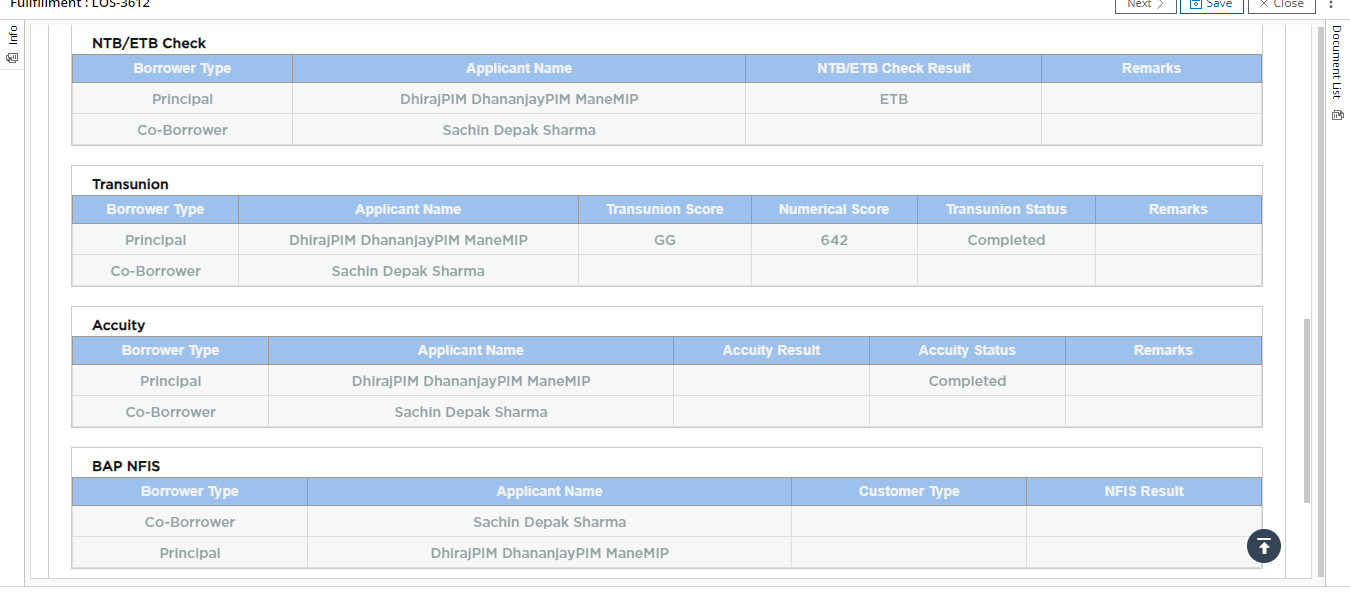 Fullfillment : LOS-3612
Next Save Close
Info
Document List
NTB/ETB Check
Borrower Type Applicant Name NTB/ETB Check Result Remarks
Principal DhirajPIM DhananjayPIM ManeMIP ETB
Co-Borrower Sachin Depak Sharma
Transunion
Borrower Type Applicant Name Transunion Score Numerical Score Transunion Status Remarks
Principal DhirajPIM DhananjayPIM ManeMIP GG 642 Completed
Co-Borrower Sachin Depak Sharma
Accuity
Borrower Type Applicant Name Accuity Result Accuity Status Remarks
Principal DhirajPIM DhananjayPIM ManeMIP Completed
Co-Borrower Sachin Depak Sharma
BAP NFIS
Borrower Type Applicant Name Customer Type NFIS Result
Co-Borrower Sachin Depak Sharma
Principal DhirajPIM DhananjayPIM ManeMIP